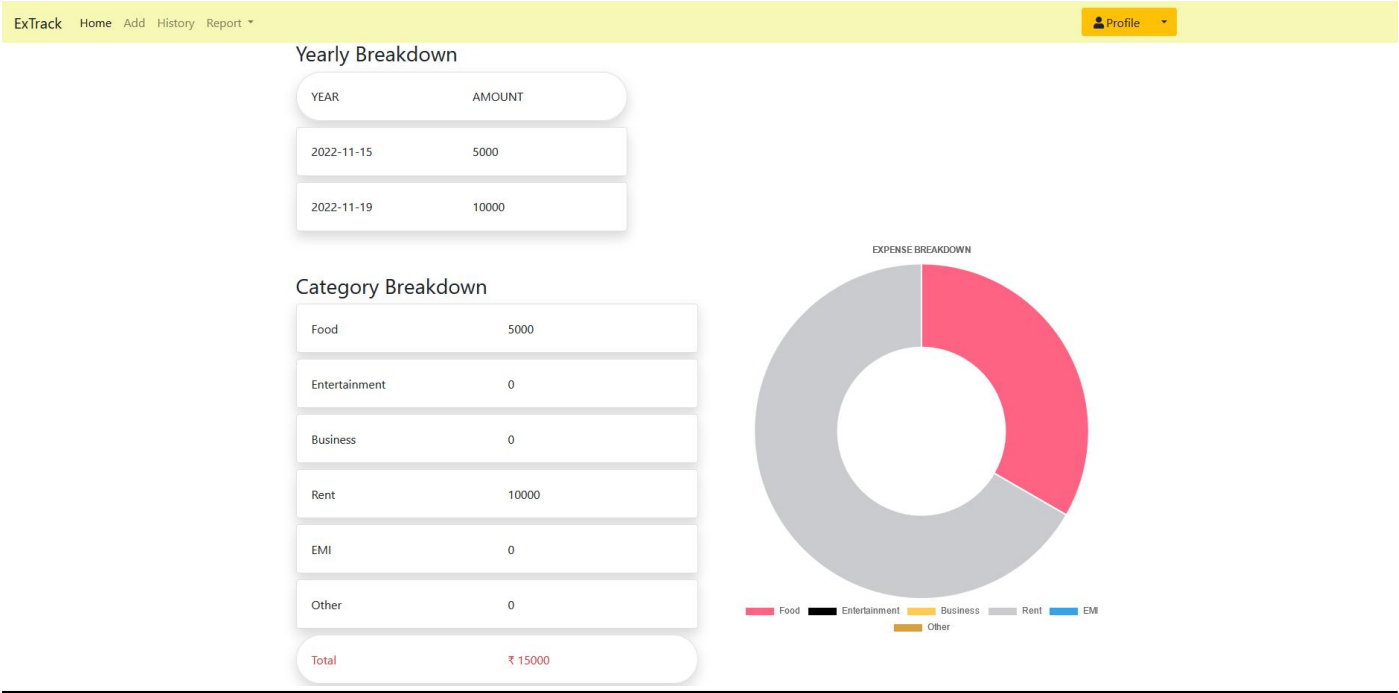 ExTrack Home Add History Report Profile
Yearly Breakdown
YEAR AMOUNT
2022-11-15 5000
2022-11-19 10000
Category Breakdown
Food 5000
Entertainment 0
Business 0
Rent 10000
EMI 0
Other 0
Total ₹ 15000
EXPENSE BREAKDOWN
Food Entertainment Business Rent EMI
Other